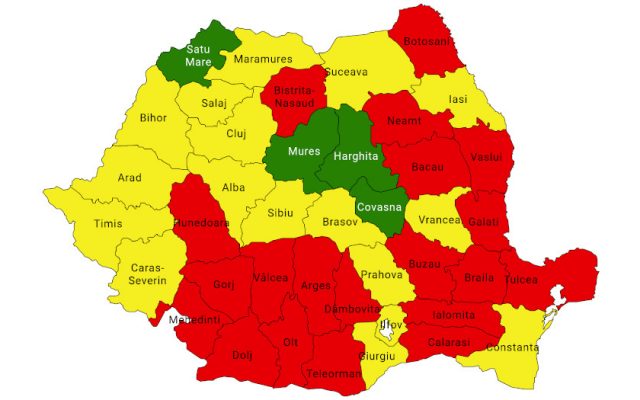 Botosani
Satu
Mare
Maramures
Suceava
Iasi
Bistrita-
Nasaud
Salaj
Bihor
Neamt
Cluj
Mures
Harghita
Bacau
Vaslui
Arad
Alba
Covasna
Sibiu
Brasov
Vrancea
Galati
Timis
Hunedoara
Caras-
Severin
Prahova
Buzau
Braila
Tulcea
Gorj
Valcea
Arges
Dambovita
Ialomita
Mehedinti
Ilfov
Olt
Calarasi
Constanta
Dolj
Giurgiu
Teleorman